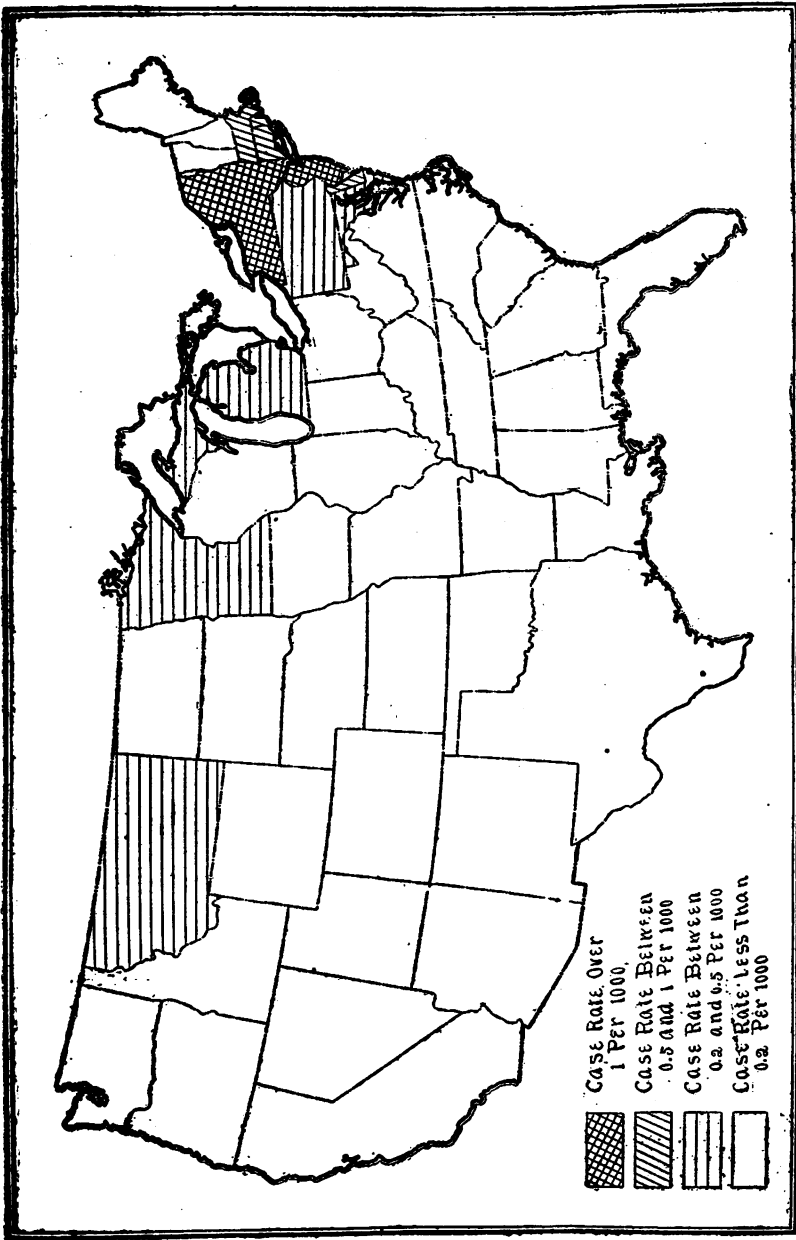 Case Rate Over
1 Per 1000.
Case Rate Between
0.5 and 1 Per 1000
Case Rate Between
0.2 and 0.5 Per 1000
Case Rate Less Than
0.2 Per 1000